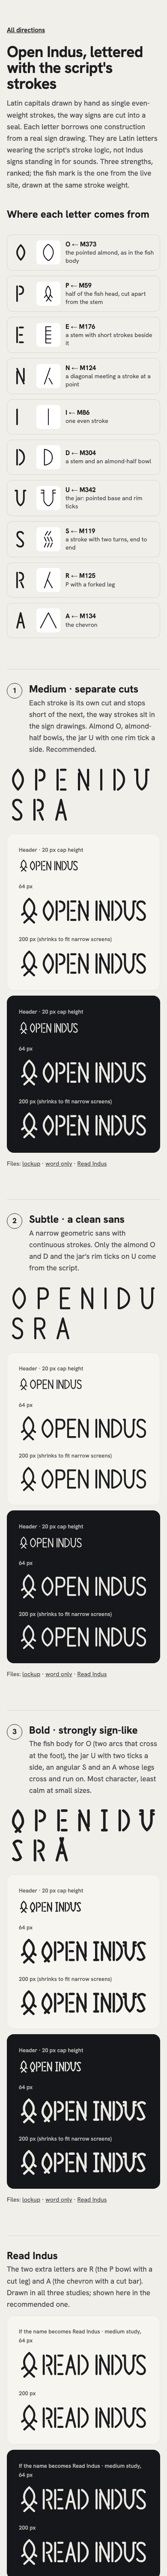 All directions
Open Indus, lettered
with the script's
strokes
Latin capitals drawn by hand as single even-
weight strokes, the way signs are cut into a
seal. Each letter borrows one construction
from a real sign drawing. They are Latin letters
wearing the script's stroke logic, not Indus
signs standing in for sounds. Three strengths,
ranked; the fish mark is the one from the live
site, drawn at the same stroke weight.
Where each letter comes from
O ← M373
the pointed almond, as in the fish
body
P ← M59
half of the fish head, cut apart
from the stem
E ← M176
a stem with short strokes beside
it
N ← M124
a diagonal meeting a stroke at a
point
I ← M86
one even stroke
D ← M304
a stem and an almond-half bowl
U ← M342
the jar: pointed base and rim
ticks
S ← M119
a stroke with two turns, end to
end
R ← M125
P with a forked leg
A ← M134
the chevron
1 Medium · separate cuts
Each stroke is its own cut and stops
short of the next, the way strokes sit in
the sign drawings. Almond O, almond-
half bowls, the jar U with one rim tick a
side. Recommended.
O P E N I D U
S R A
Header · 20 px cap height
OPEN INDUS
64 px
OPEN INDUS
200 px (shrinks to fit narrow screens)
OPEN INDUS
Header · 20 px cap height
OPEN INDUS
64 px
OPEN INDUS
200 px (shrinks to fit narrow screens)
OPEN INDUS
Files: lockup · word only · Read Indus
2 Subtle · a clean sans
A narrow geometric sans with
continuous strokes. Only the almond O
and D and the jar's rim ticks on U come
from the script.
O P E N I D U
S R A
Header · 20 px cap height
OPEN INDUS
64 px
OPEN INDUS
200 px (shrinks to fit narrow screens)
OPEN INDUS
Header · 20 px cap height
OPEN INDUS
64 px
OPEN INDUS
200 px (shrinks to fit narrow screens)
OPEN INDUS
Files: lockup · word only · Read Indus
3 Bold · strongly sign-like
The fish body for O (two arcs that cross
at the foot), the jar U with two ticks a
side, an angular S and an A whose legs
cross and run on. Most character, least
calm at small sizes.
O P E N I D U
S R A
Header · 20 px cap height
OPEN INDUS
64 px
OPEN INDUS
200 px (shrinks to fit narrow screens)
OPEN INDUS
Header · 20 px cap height
OPEN INDUS
64 px
OPEN INDUS
200 px (shrinks to fit narrow screens)
OPEN INDUS
Files: lockup · word only · Read Indus
Read Indus
The two extra letters are R (the P bowl with a
cut leg) and A (the chevron with a cut bar).
Drawn in all three studies; shown here in the
recommended one.
If the name becomes Read Indus · medium study,
64 px
READ INDUS
200 px
READ INDUS
If the name becomes Read Indus · medium study,
64 px
READ INDUS
200 px
READ INDUS